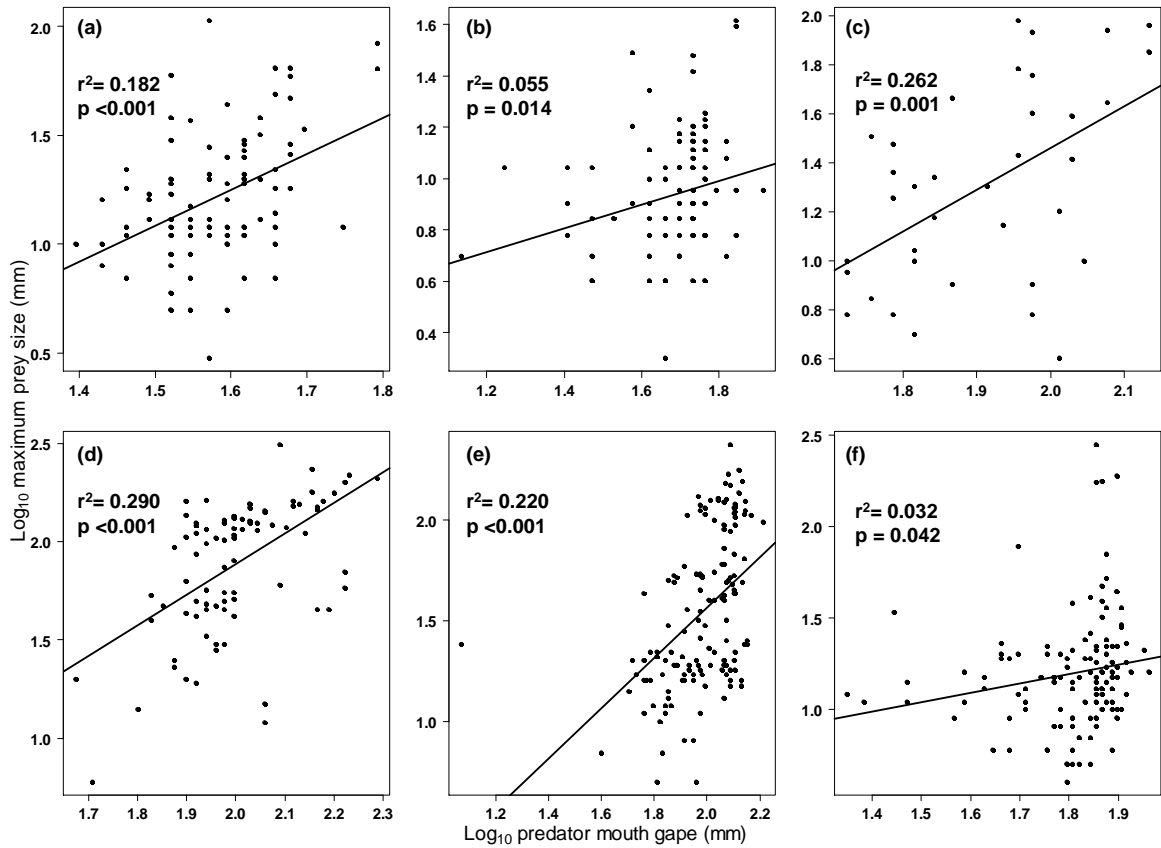 (a)
r²= 0.182
p <0.001
2.0
1.5
1.0
0.5
1.4 1.5 1.6 1.7 1.8
(b)
r²= 0.055
p = 0.014
1.6
1.4
1.2
1.0
0.8
0.6
0.4
1.2 1.4 1.6 1.8
(c)
r²= 0.262
p = 0.001
2.0
1.8
1.6
1.4
1.2
1.0
0.8
0.6
1.8 1.9 2.0 2.1
Log₁₀ maximum prey size (mm)
(d)
r²= 0.290
p <0.001
2.5
2.0
1.5
1.0
1.7 1.8 1.9 2.0 2.1 2.2 2.3
(e)
r²= 0.220
p <0.001
2.0
1.5
1.0
1.2 1.4 1.6 1.8 2.0 2.2
(f)
r²= 0.032
p = 0.042
2.5
2.0
1.5
1.0
1.4 1.5 1.6 1.7 1.8 1.9
Log₁₀ predator mouth gape (mm)